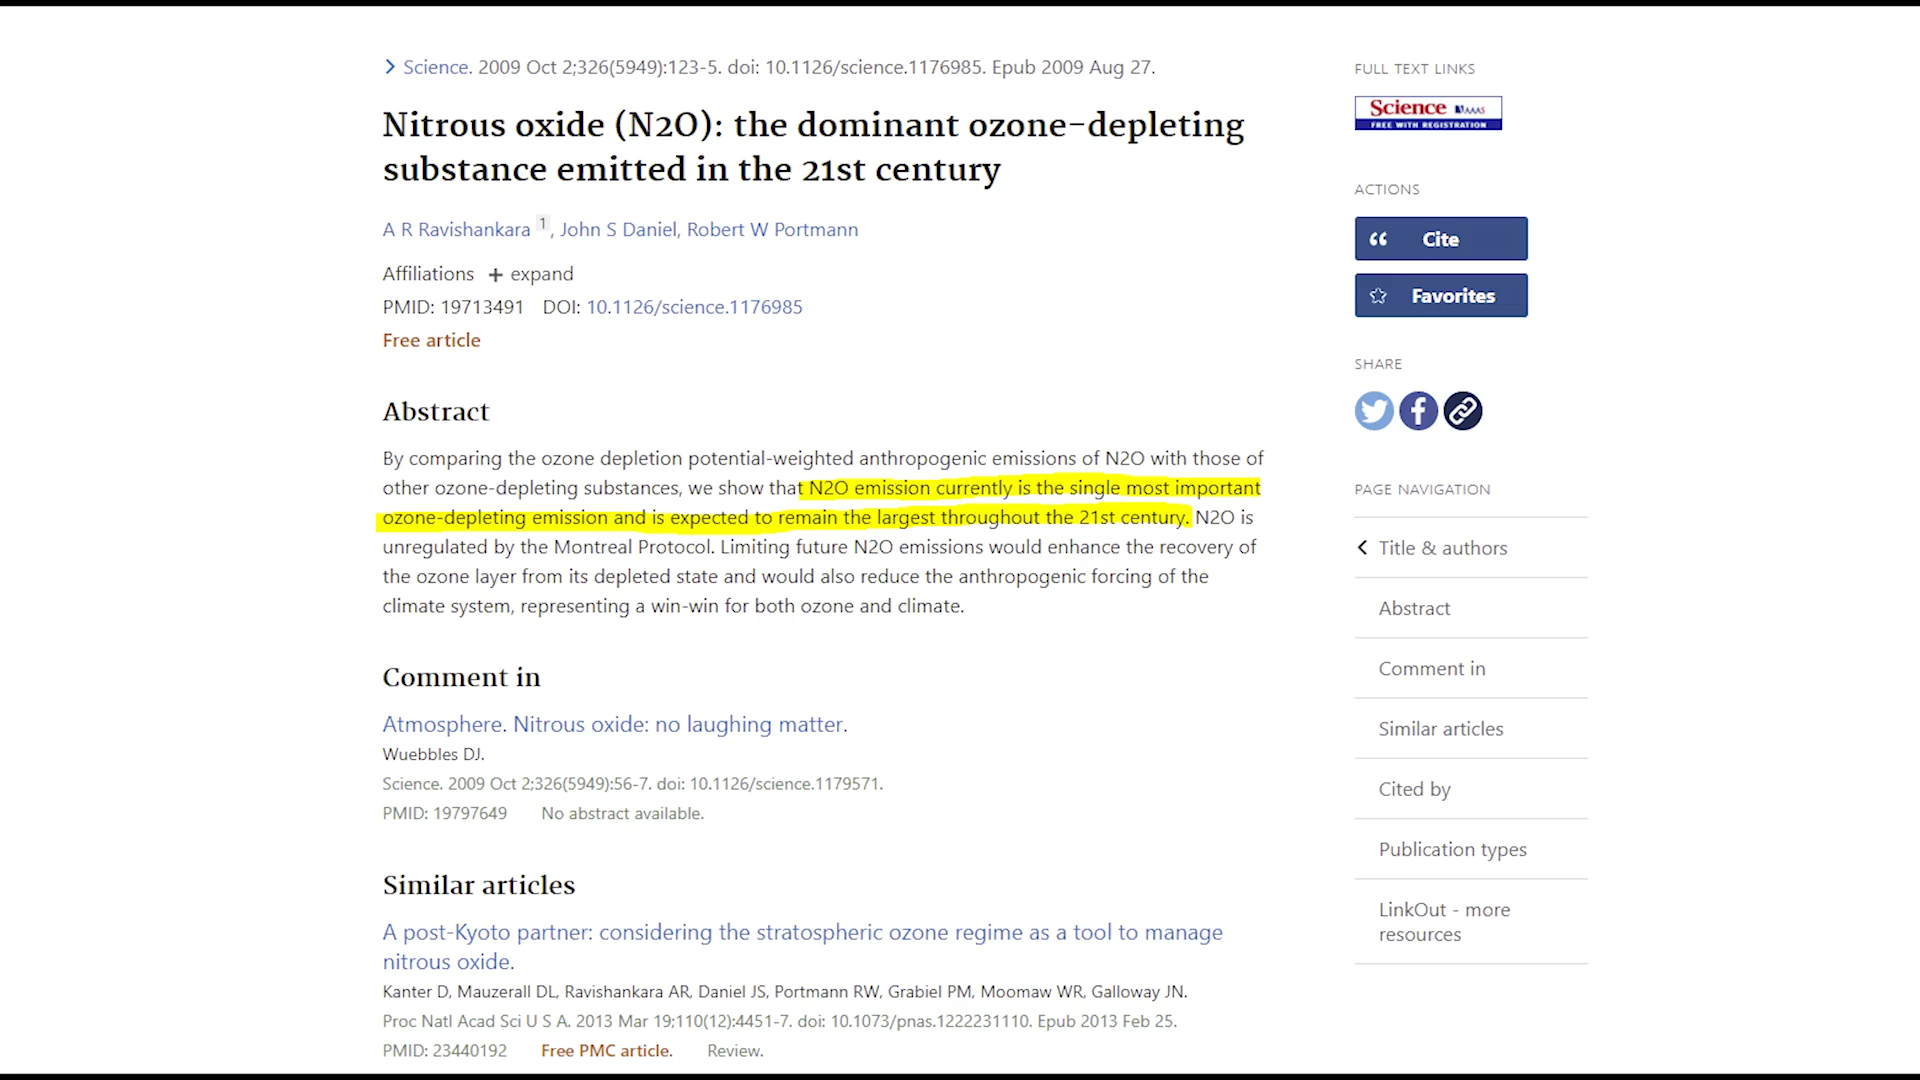 Science. 2009 Oct 2;326(5949):123-5. doi: 10.1126/science.1176985. Epub 2009 Aug 27.
Nitrous oxide (N2O): the dominant ozone-depleting
substance emitted in the 21st century
A R Ravishankara 1, John S Daniel, Robert W Portmann
Affiliations + expand
PMID: 19713491 DOI: 10.1126/science.1176985
Free article
Abstract
By comparing the ozone depletion potential-weighted anthropogenic emissions of N2O with those of
other ozone-depleting substances, we show that N2O emission currently is the single most important
ozone-depleting emission and is expected to remain the largest throughout the 21st century. N2O is
unregulated by the Montreal Protocol. Limiting future N2O emissions would enhance the recovery of
the ozone layer from its depleted state and would also reduce the anthropogenic forcing of the
climate system, representing a win-win for both ozone and climate.
Comment in
Atmosphere. Nitrous oxide: no laughing matter.
Wuebbles DJ.
Science. 2009 Oct 2;326(5949):56-7. doi: 10.1126/science.1179571.
PMID: 19797649 No abstract available.
Similar articles
A post-Kyoto partner: considering the stratospheric ozone regime as a tool to manage
nitrous oxide.
Kanter D, Mauzerall DL, Ravishankara AR, Daniel JS, Portmann RW, Grabiel PM, Moomaw WR, Galloway JN.
Proc Natl Acad Sci U S A. 2013 Mar 19;110(12):4451-7. doi: 10.1073/pnas.1222231110. Epub 2013 Feb 25.
PMID: 23440192 Free PMC article. Review.
FULL TEXT LINKS
Science AAAS
FREE WITH REGISTRATION
ACTIONS
Cite
Favorites
SHARE
PAGE NAVIGATION
Title & authors
Abstract
Comment in
Similar articles
Cited by
Publication types
LinkOut - more
resources